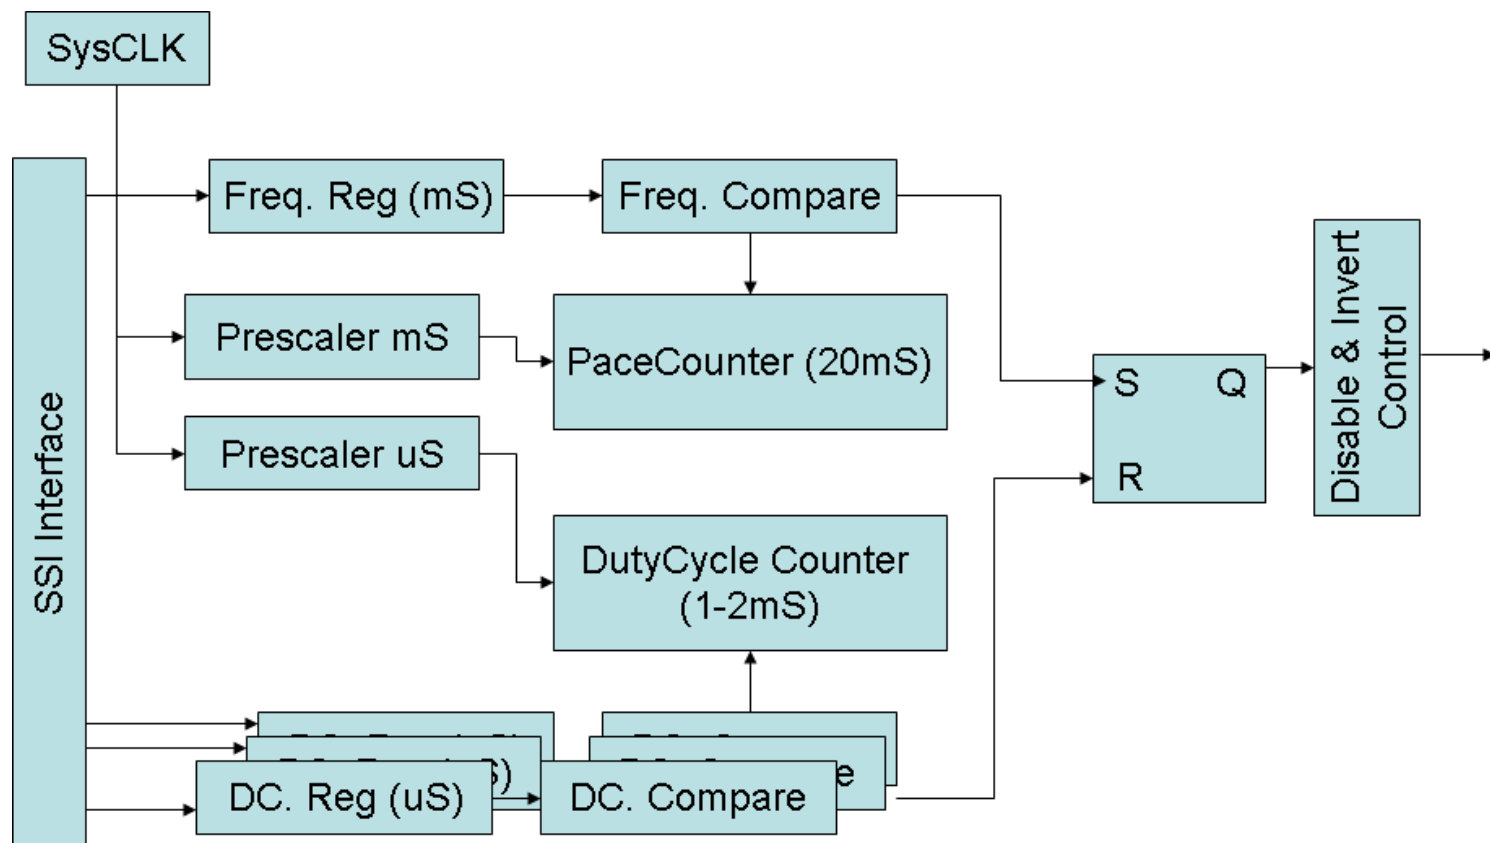 SysCLK
Freq. Reg (mS)
Freq. Compare
Prescaler mS
PaceCounter (20mS)
Prescaler uS
SSI Interface
DutyCycle Counter
(1-2mS)
S
Q
R
Disable & Invert
Control
DC. Reg (uS)
DC. Compare